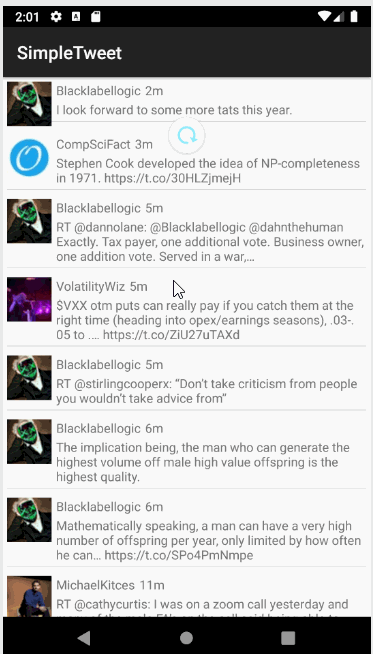 2:01
SimpleTweet
Blacklabellogic 2m
I look forward to some more tats this year.
CompSciFact 3m
Stephen Cook developed the idea of NP-completeness
in 1971. https://t.co/30HLZjmejH
Blacklabellogic 5m
RT @dannolane: @Blacklabellogic @dahnthehuman
Exactly. Tax payer, one additional vote. Business owner,
one addition vote. Served in a war,…
VolatilityWiz 5m
$VXX otm puts can really pay if you catch them at the
right time (heading into opex/earnings seasons), .03-.
05 to .... https://t.co/ZiU27uTAXd
Blacklabellogic 5m
RT @stirlingcooperx: “Don't take criticism from people
you wouldn’t take advice from”
Blacklabellogic 6m
The implication being, the man who can generate the
highest volume off male high value offspring is the
highest quality.
Blacklabellogic 6m
Mathematically speaking, a man can have a very high
number of offspring per year, only limited by how often
he can… https://t.co/SPo4PmNmpe
MichaelKitces 11m
RT @cathycurtis: I was on a zoom call yesterday and